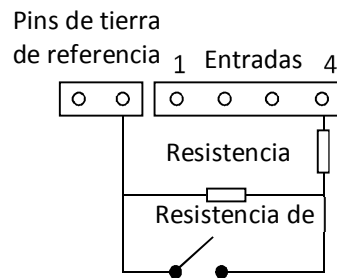 Pins de tierra
de referencia
1 Entradas 4
Resistencia
Resistencia de